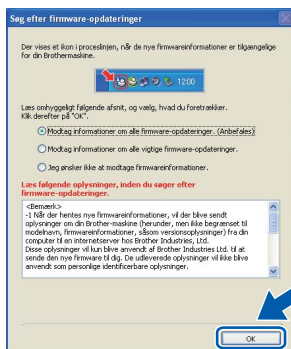 Søg efter firmware-opdateringer
Der vises et ikon i proceslinjen, når de nye firmwareinformationer er tilgængelige
for din Brothermaskine.
12:00
Læs omhyggeligt følgende afsnit, og vælg, hvad du foretrækker.
Klik derefter på "OK".
Modtag informationer om alle firmware-opdateringer. (Anbefales)
Modtag informationer om alle vigtige firmware-opdateringer.
Jeg ønsker ikke at modtage firmwareinformationer.
Læs følgende oplysninger, inden du søger efter
firmware-opdateringer.
<Bemærk>
-1 Når der hentes nye firmwareinformationer, vil der blive sendt
oplysninger om din Brother-maskine (herunder, men ikke begrænset til
modelnavn, firmwareinformationer, såsom versionsoplysninger) fra din
computer til en internetserver hos Brother Industries, Ltd.
Disse oplysninger vil kun blive anvendt af Brother Industries, Ltd. til at
sende den nye firmware til dig. De udleverede oplysninger vil ikke blive
anvendt som personlige identificerbare oplysninger.
OK